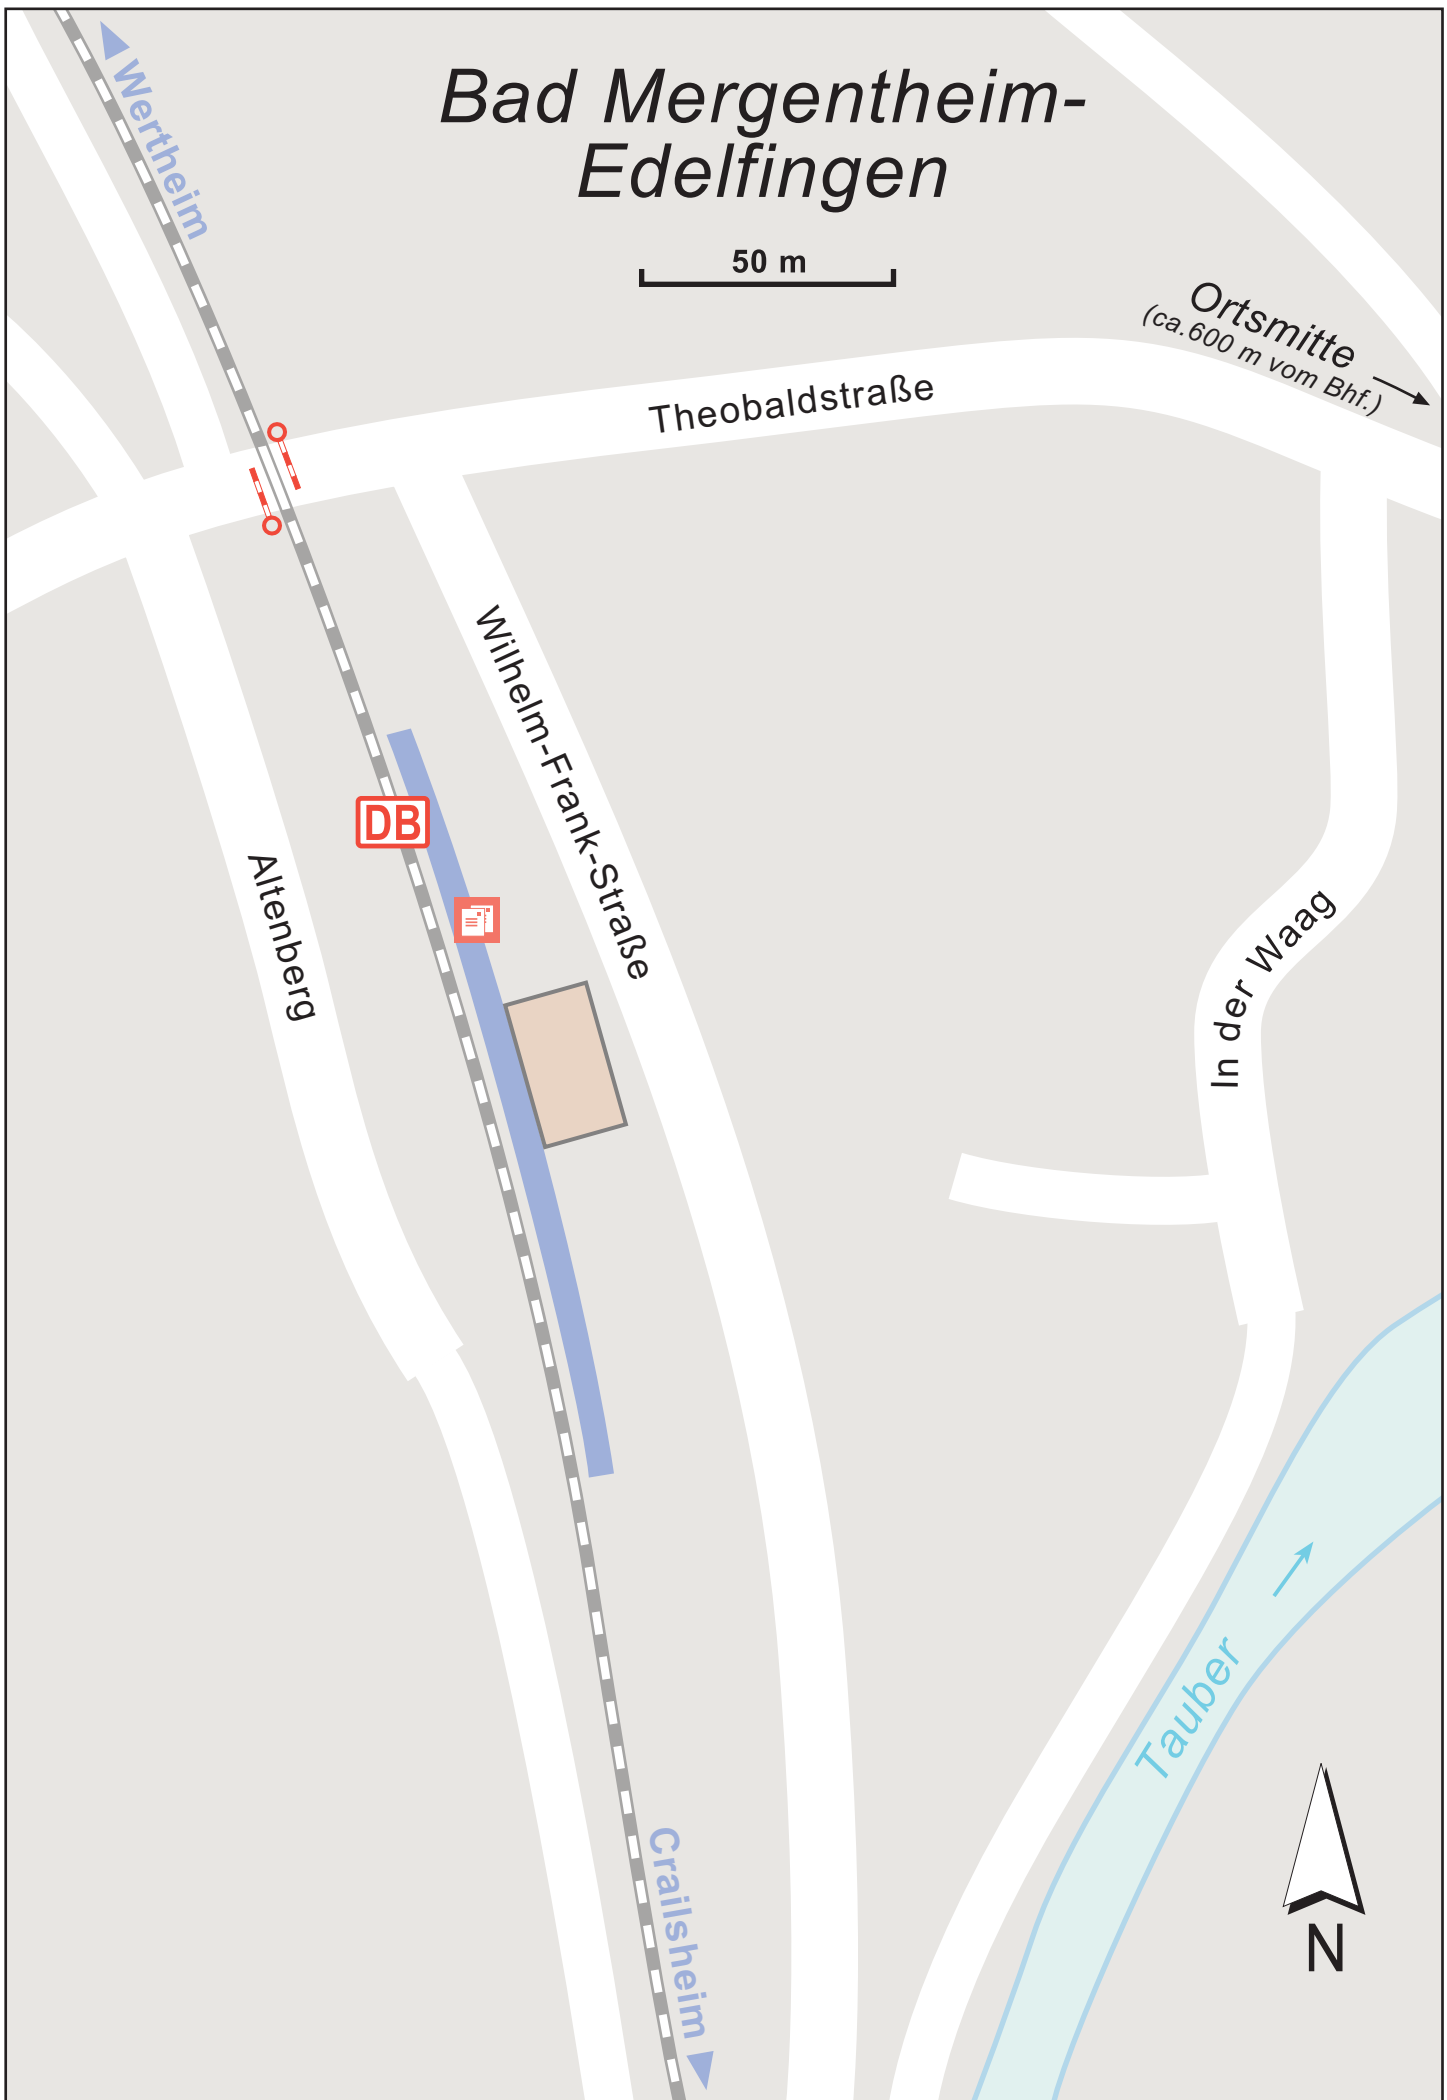 Bad Mergentheim-
Edelfingen
50 m
Wertheim
Ortsmitte
(ca.600 m vom Bhf.)
Theobaldstraße
Wilhelm-Frank-Straße
DB
Altenberg
In der Waag
Tauber
Crailsheim
N